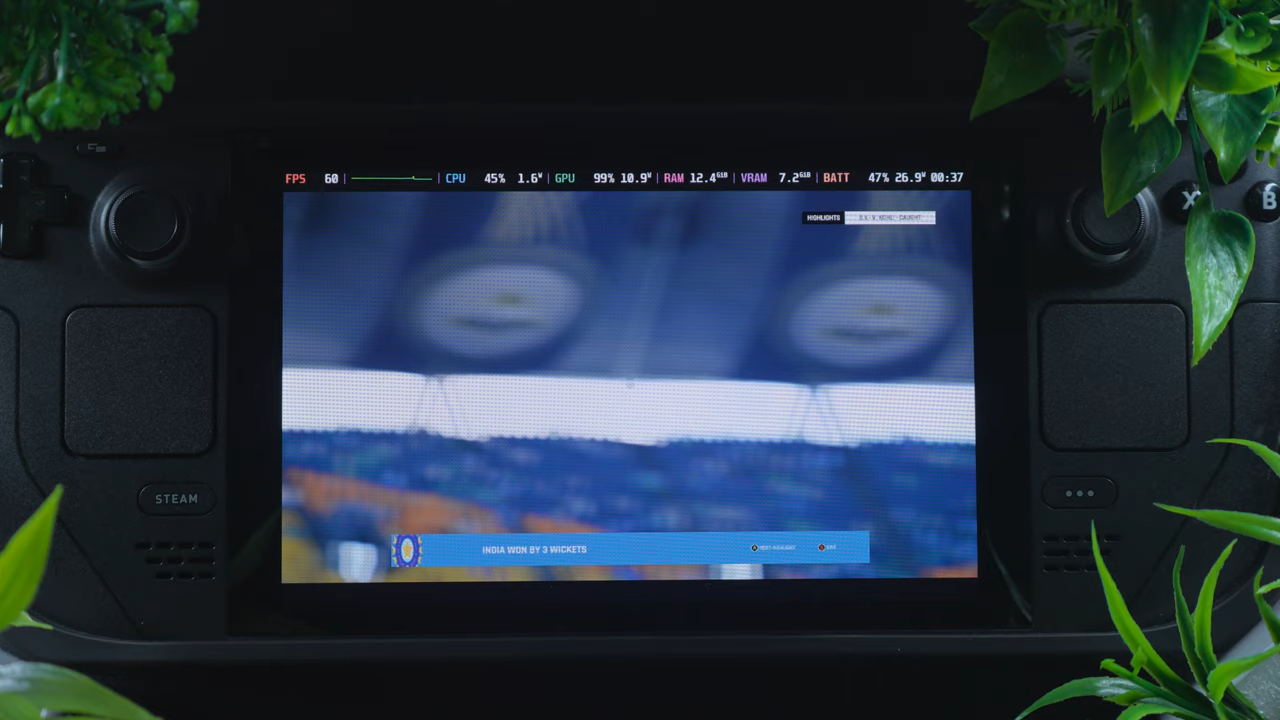 FPS 60 CPU 45% 1.6W GPU 99% 10.9W RAM 12.4GiB VRAM 7.2GiB BATT 47% 26.9W 00:37
HIGHLIGHTS CAUGHT
X
B
STEAM
INDIA WON BY 3 WICKETS